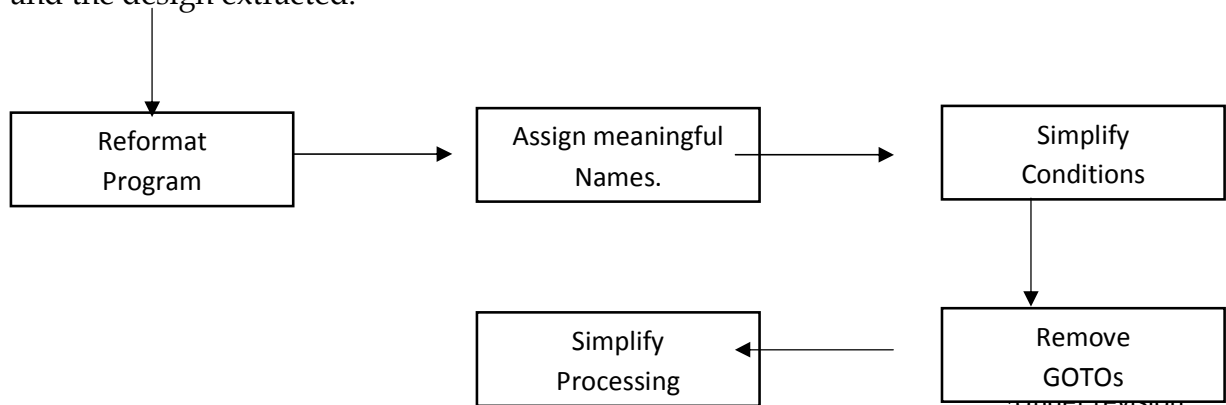 and the design extracted.
Reformat
Program
Assign meaningful
Names.
Simplify
Conditions
Remove
GOTOs
Simplify
Processing